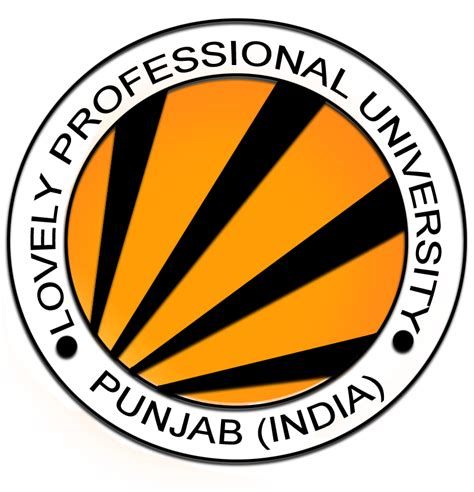 LOVELY PROFESSIONAL UNIVERSITY
PUNJAB (INDIA)